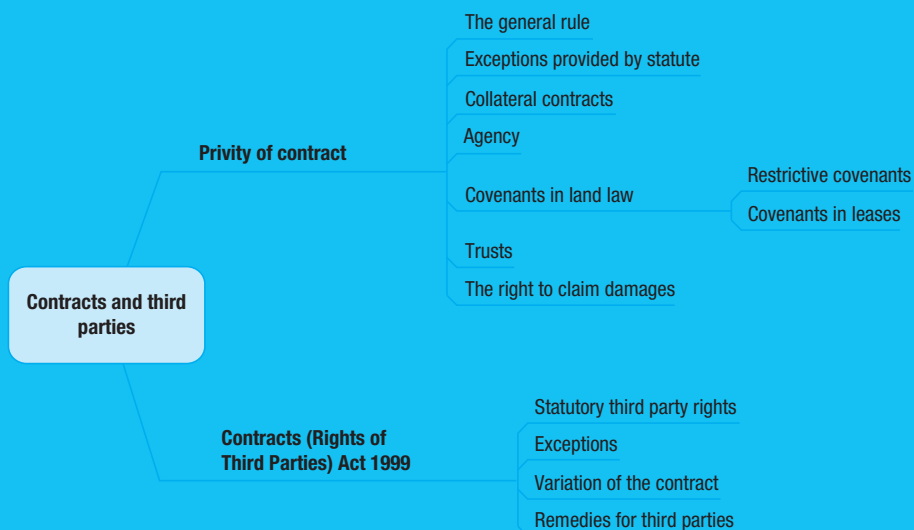 The general rule
Exceptions provided by statute
Collateral contracts
Agency
Privity of contract
Restrictive covenants
Covenants in land law
Covenants in leases
Trusts
The right to claim damages
Contracts and third
parties
Statutory third party rights
Contracts (Rights of
Third Parties) Act 1999
Exceptions
Variation of the contract
Remedies for third parties